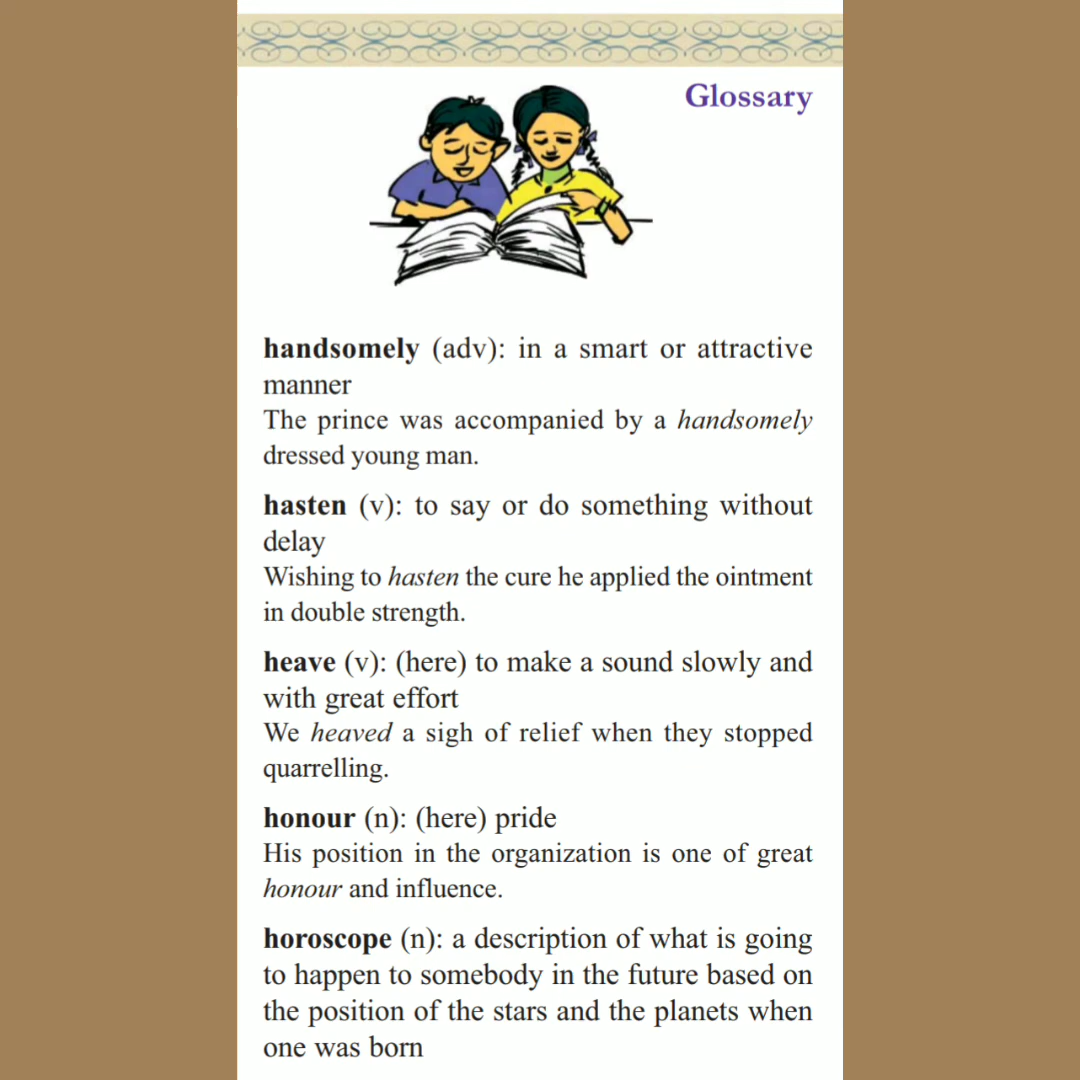 Glossary
handsomely (adv): in a smart or attractive
manner
The prince was accompanied by a handsomely
dressed young man.
hasten (v): to say or do something without
delay
Wishing to hasten the cure he applied the ointment
in double strength.
heave (v): (here) to make a sound slowly and
with great effort
We heaved a sigh of relief when they stopped
quarrelling.
honour (n): (here) pride
His position in the organization is one of great
honour and influence.
horoscope (n): a description of what is going
to happen to somebody in the future based on
the position of the stars and the planets when
one was born